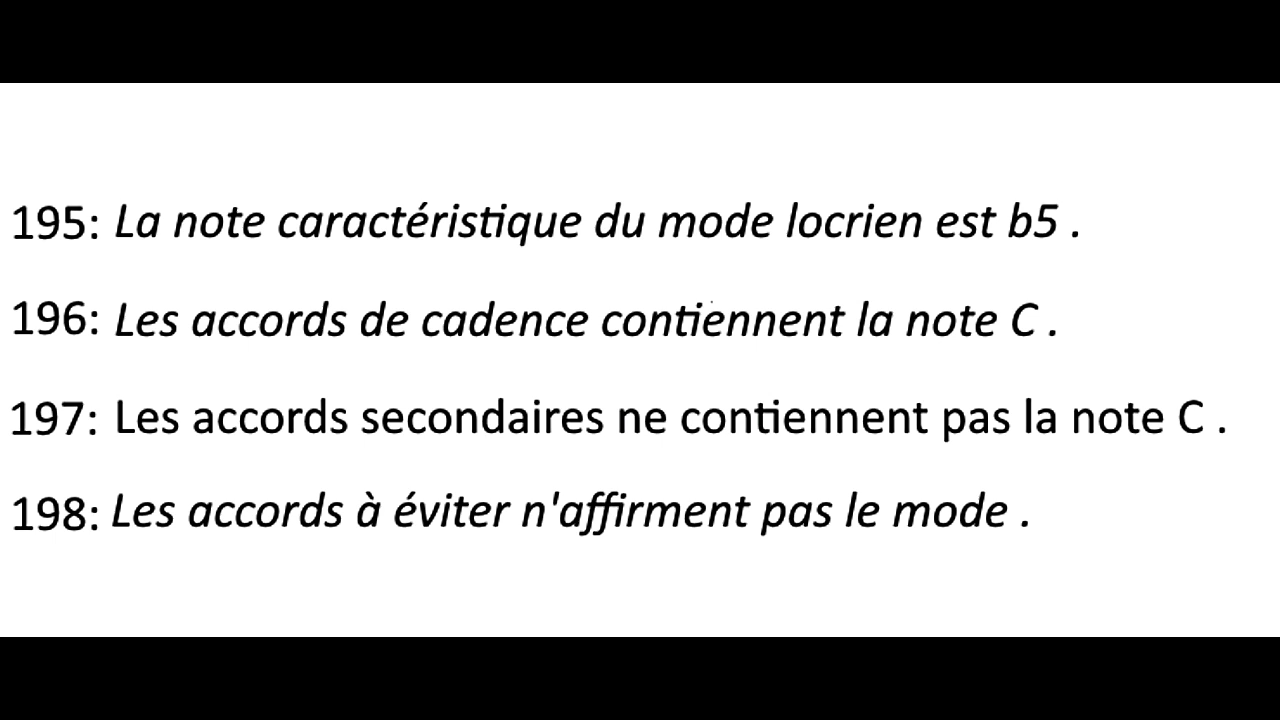 195: La note caractéristique du mode locrien est b5 .
196: Les accords de cadence contiennent la note C .
197: Les accords secondaires ne contiennent pas la note C .
198: Les accords à éviter n'affirment pas le mode .